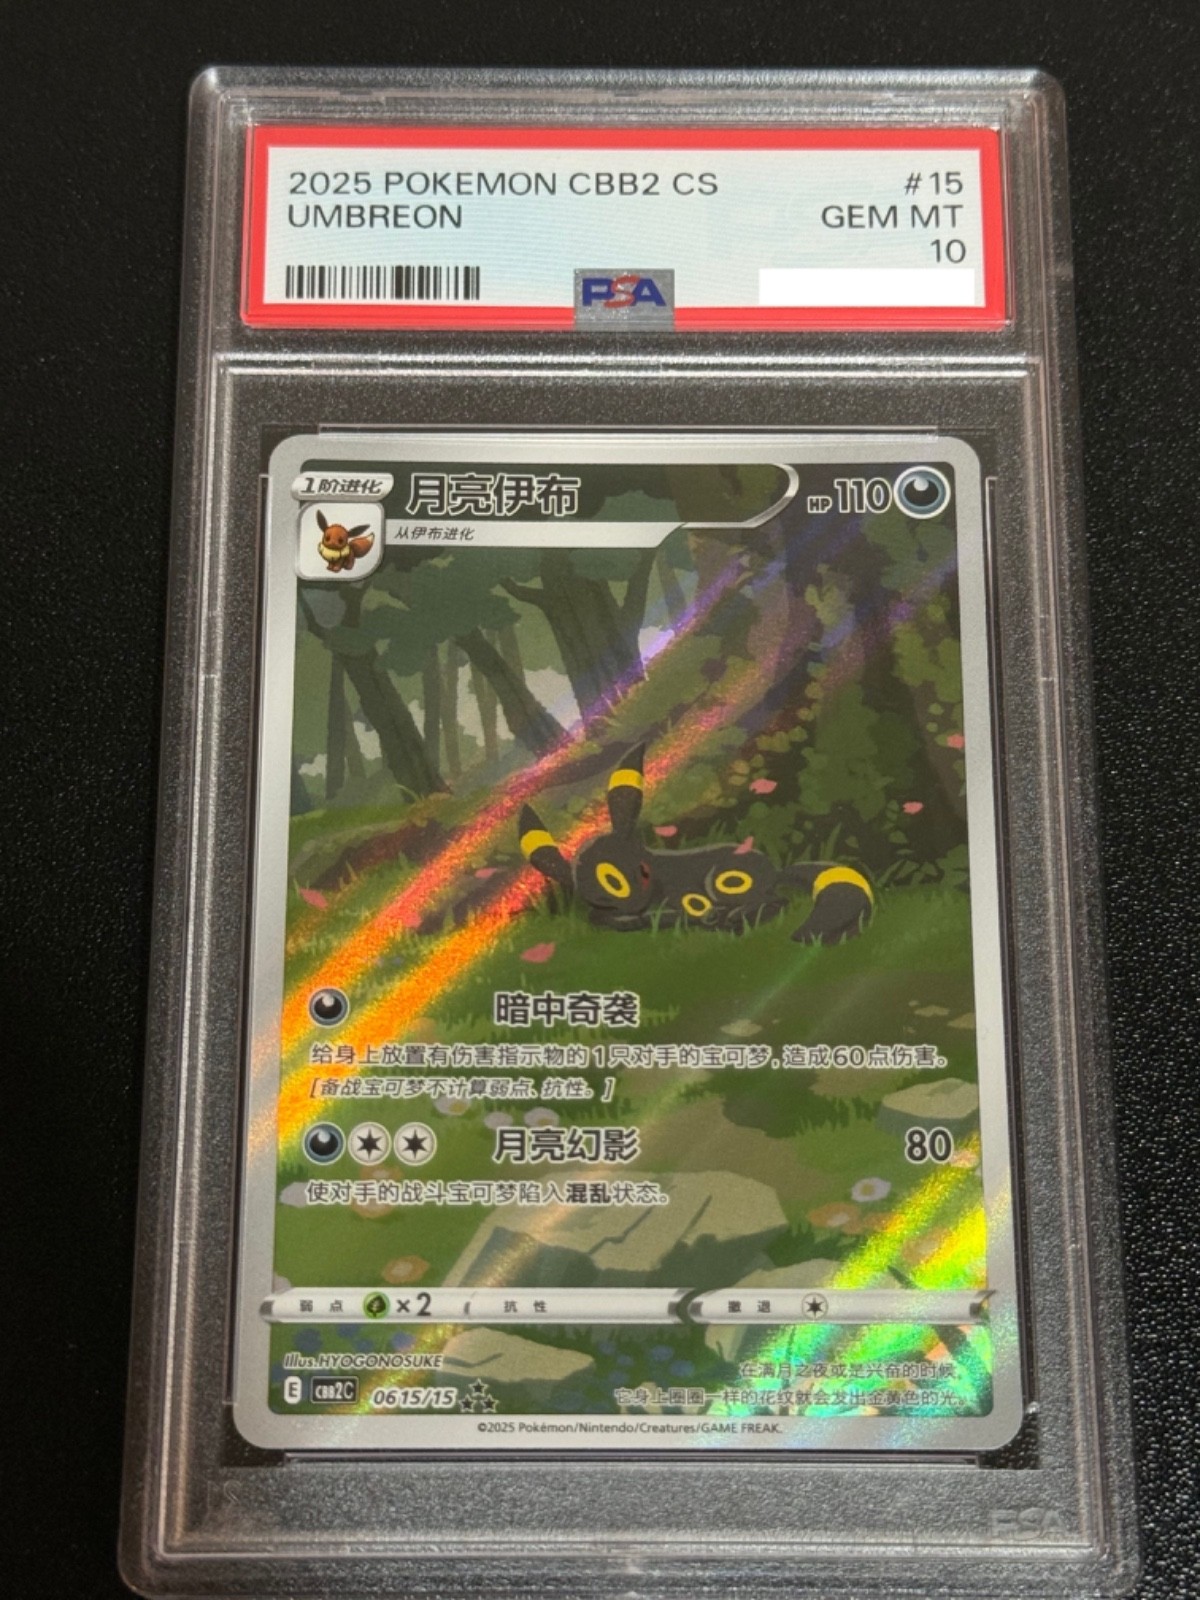 2025 POKEMON CBB2 CS #15
UMBREON GEM MT
10
PSA
1阶进化 月亮伊布 HP 110
从伊布进化
暗中奇袭
给身上放置有伤害指示物的1只对手的宝可梦,造成60点伤害。
[备战宝可梦不计算弱点、抗性。]
月亮幻影 80
使对手的战斗宝可梦陷入混乱状态。
弱点 ×2 抗性 撤退
Illus.HYOGONOSUKE
在满月之夜或是兴奋的时候,
它身上圈圈一样的花纹就会发出金黄色的光。
E CBB2C 0615/15
©2025 Pokémon/Nintendo/Creatures/GAME FREAK.
PSA